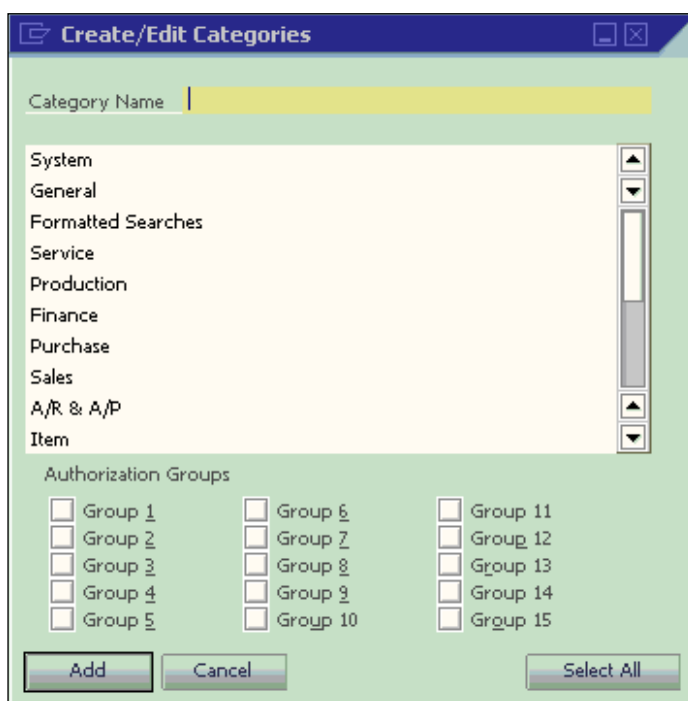 Create/Edit Categories
Category Name
System
General
Formatted Searches
Service
Production
Finance
Purchase
Sales
A/R & A/P
Item
Authorization Groups
Group 1 Group 6 Group 11
Group 2 Group 7 Group 12
Group 3 Group 8 Group 13
Group 4 Group 9 Group 14
Group 5 Group 10 Group 15
Add Cancel Select All